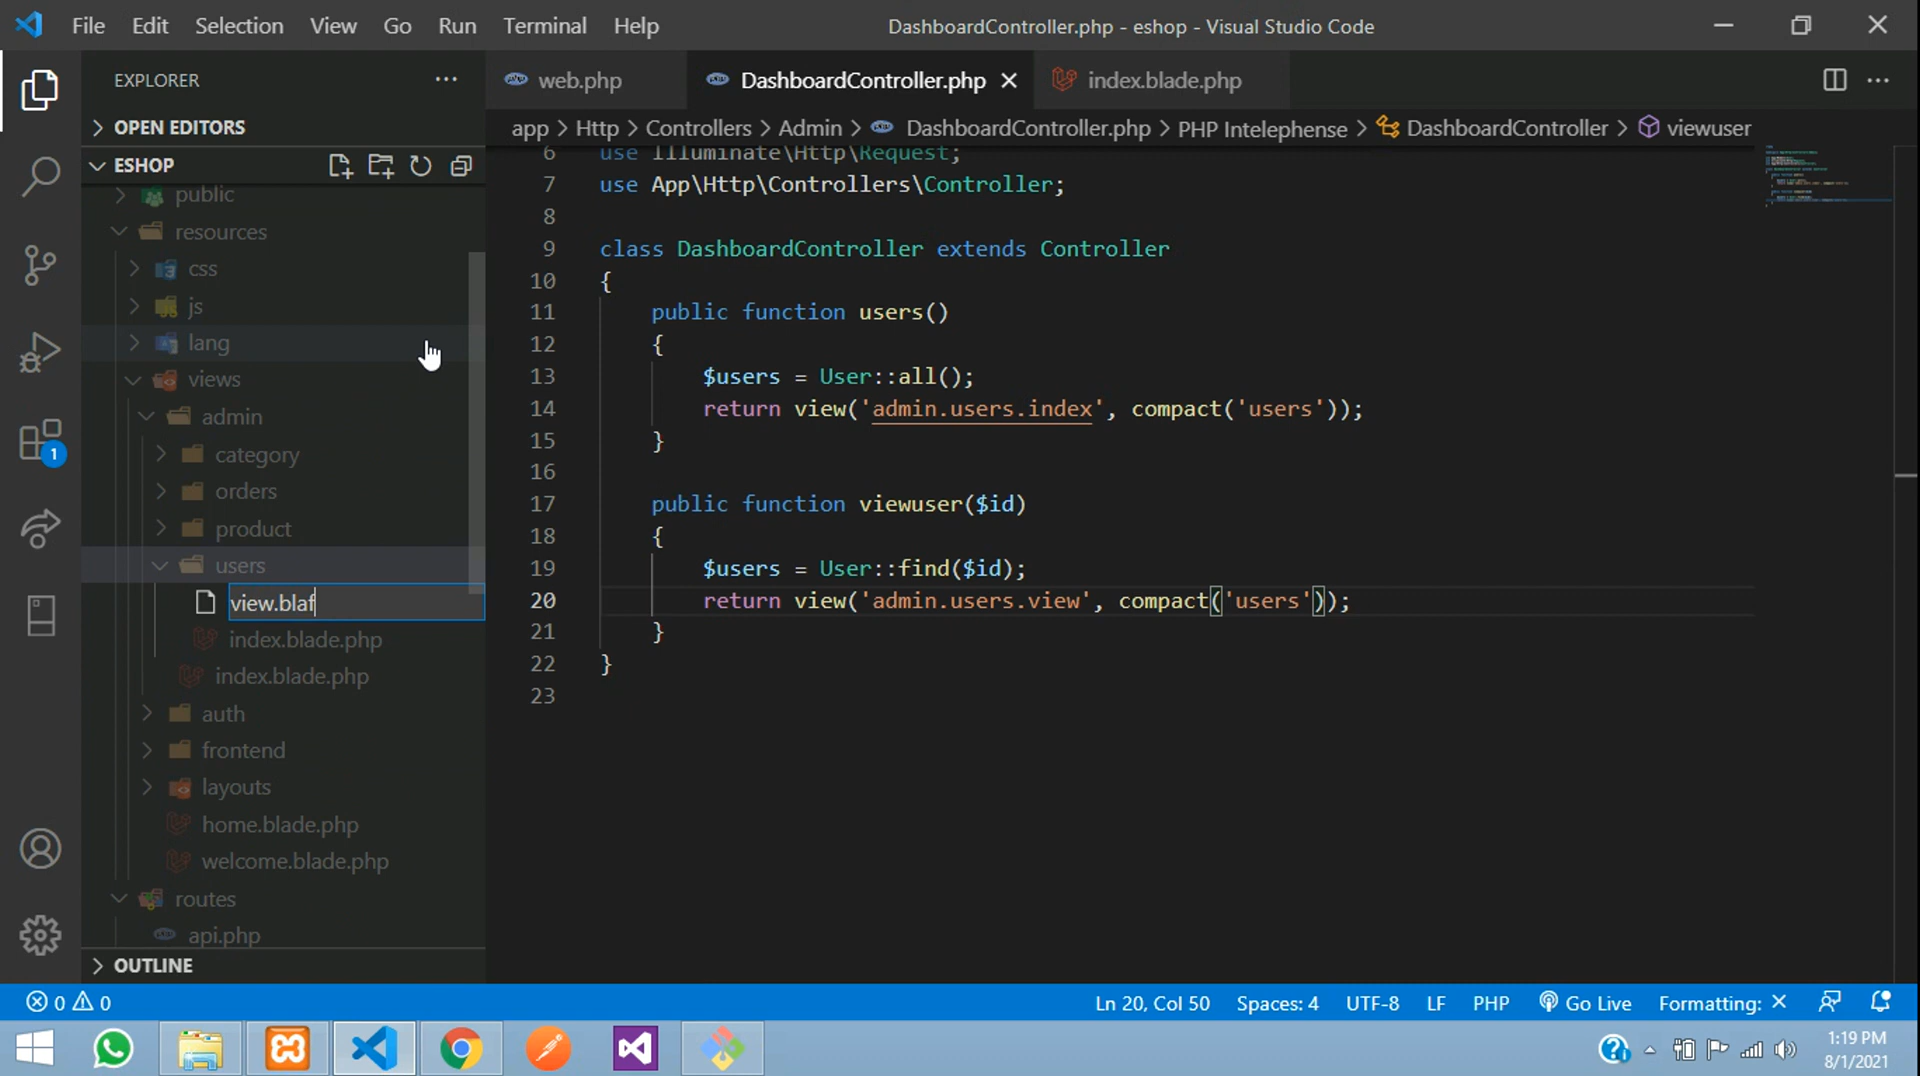 File Edit Selection View Go Run Terminal Help
DashboardController.php - eshop - Visual Studio Code
EXPLORER
web.php
DashboardController.php
index.blade.php
OPEN EDITORS
app > Http > Controllers > Admin > DashboardController.php > PHP Intelephense > DashboardController > viewuser
ESHOP
public
resources
css
js
lang
views
admin
category
orders
product
users
view.blaf
index.blade.php
index.blade.php
auth
frontend
layouts
home.blade.php
welcome.blade.php
routes
api.php
OUTLINE
6 use Illuminate\Http\Request;
7 use App\Http\Controllers\Controller;
8
9 class DashboardController extends Controller
10 {
11 public function users()
12 {
13 $users = User::all();
14 return view('admin.users.index', compact('users'));
15 }
16
17 public function viewuser($id)
18 {
19 $users = User::find($id);
20 return view('admin.users.view', compact('users'));
21 }
22 }
23
1
0 0
Ln 20, Col 50 Spaces: 4 UTF-8 LF PHP Go Live Formatting: ×
1:19 PM
8/1/2021